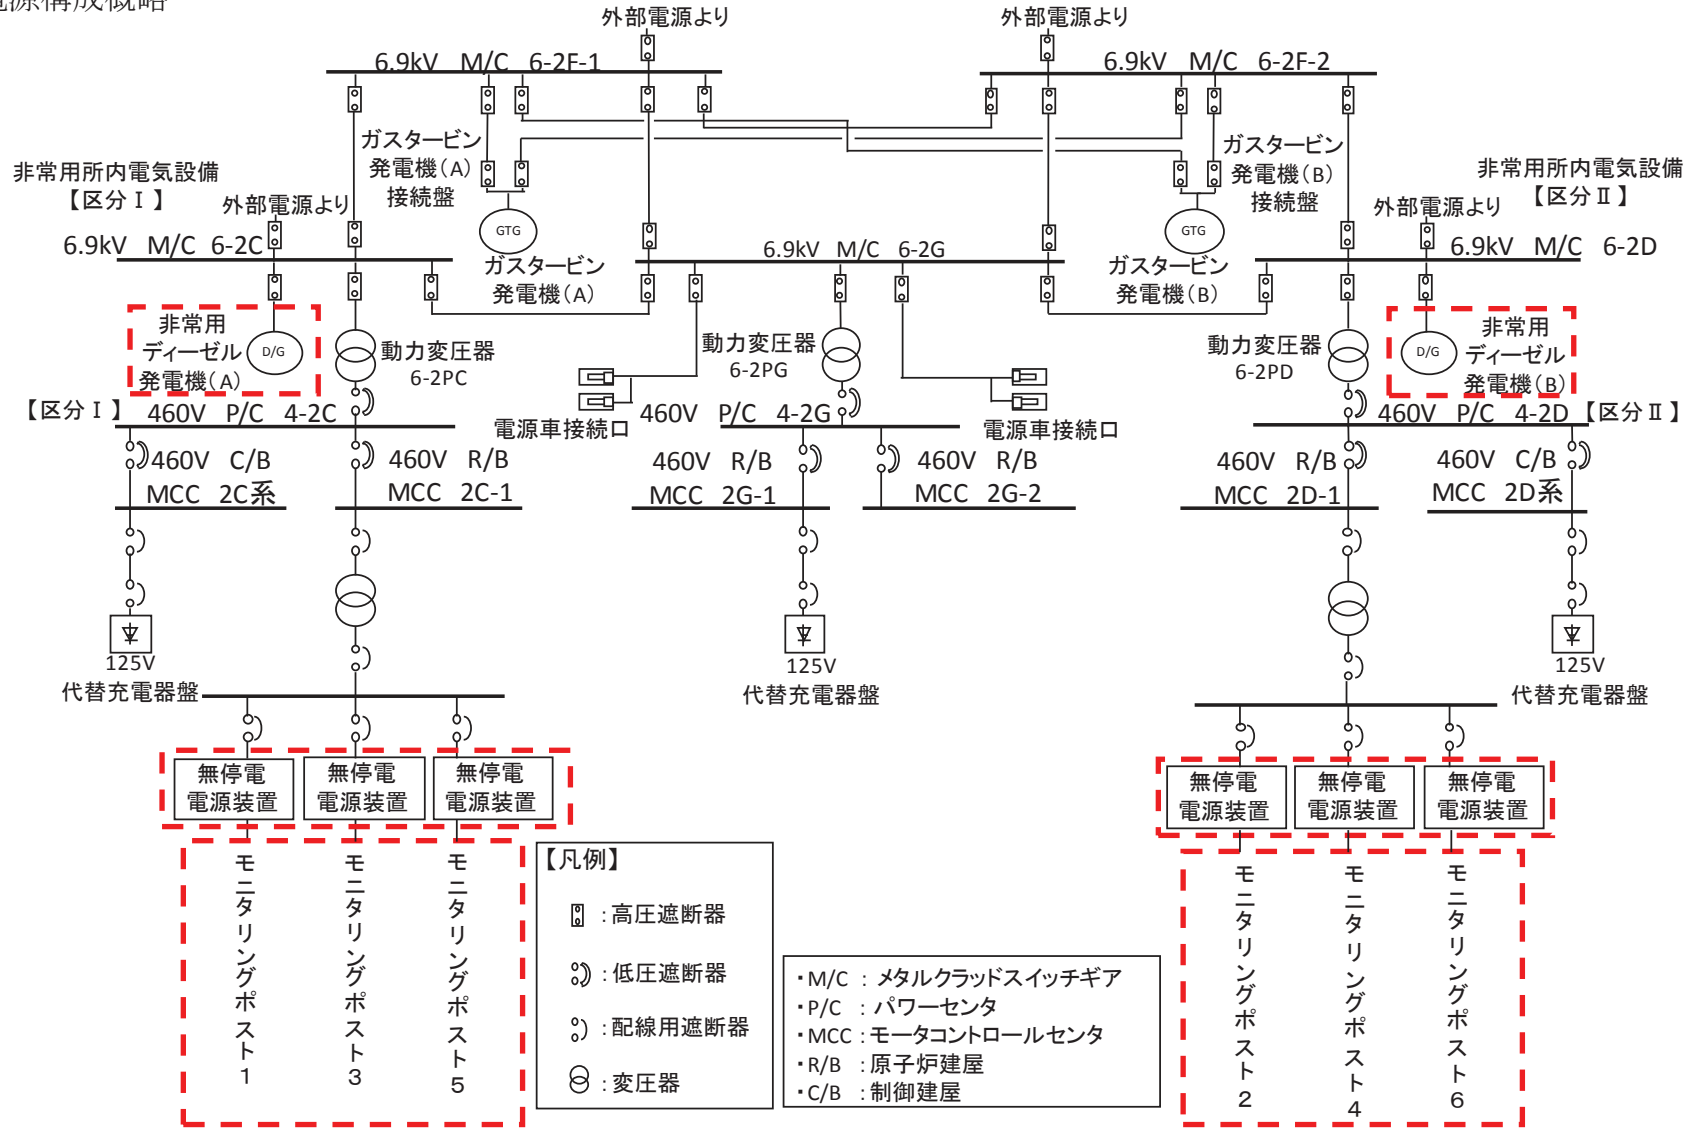 電源構成概略
外部電源より
外部電源より
6.9kV M/C 6-2F-1
6.9kV M/C 6-2F-2
ガスタービン
発電機(A)
接続盤
ガスタービン
発電機(B)
接続盤
非常用所内電気設備
【区分Ⅰ】
非常用所内電気設備
【区分Ⅱ】
外部電源より
外部電源より
6.9kV M/C 6-2C
GTG
ガスタービン
発電機(A)
6.9kV M/C 6-2G
GTG
ガスタービン
発電機(B)
6.9kV M/C 6-2D
非常用
ディーゼル
発電機(A)
D/G
動力変圧器
6-2PC
動力変圧器
6-2PG
動力変圧器
6-2PD
D/G
非常用
ディーゼル
発電機(B)
【区分Ⅰ】
460V P/C 4-2C
電源車接続口
460V P/C 4-2G
電源車接続口
460V P/C 4-2D
【区分Ⅱ】
460V C/B
MCC 2C系
460V R/B
MCC 2C-1
460V R/B
MCC 2G-1
460V R/B
MCC 2G-2
460V R/B
MCC 2D-1
460V C/B
MCC 2D系
125V
代替充電器盤
125V
代替充電器盤
125V
代替充電器盤
無停電
電源装置
無停電
電源装置
無停電
電源装置
無停電
電源装置
無停電
電源装置
無停電
電源装置
モニタリングポスト1
モニタリングポスト3
モニタリングポスト5
【凡例】
:高圧遮断器
:低圧遮断器
:配線用遮断器
:変圧器
・M/C :メタルクラッドスイッチギア
・P/C :パワーセンタ
・MCC:モータコントロールセンタ
・R/B :原子炉建屋
・C/B :制御建屋
モニタリングポスト2
モニタリングポスト4
モニタリングポスト6